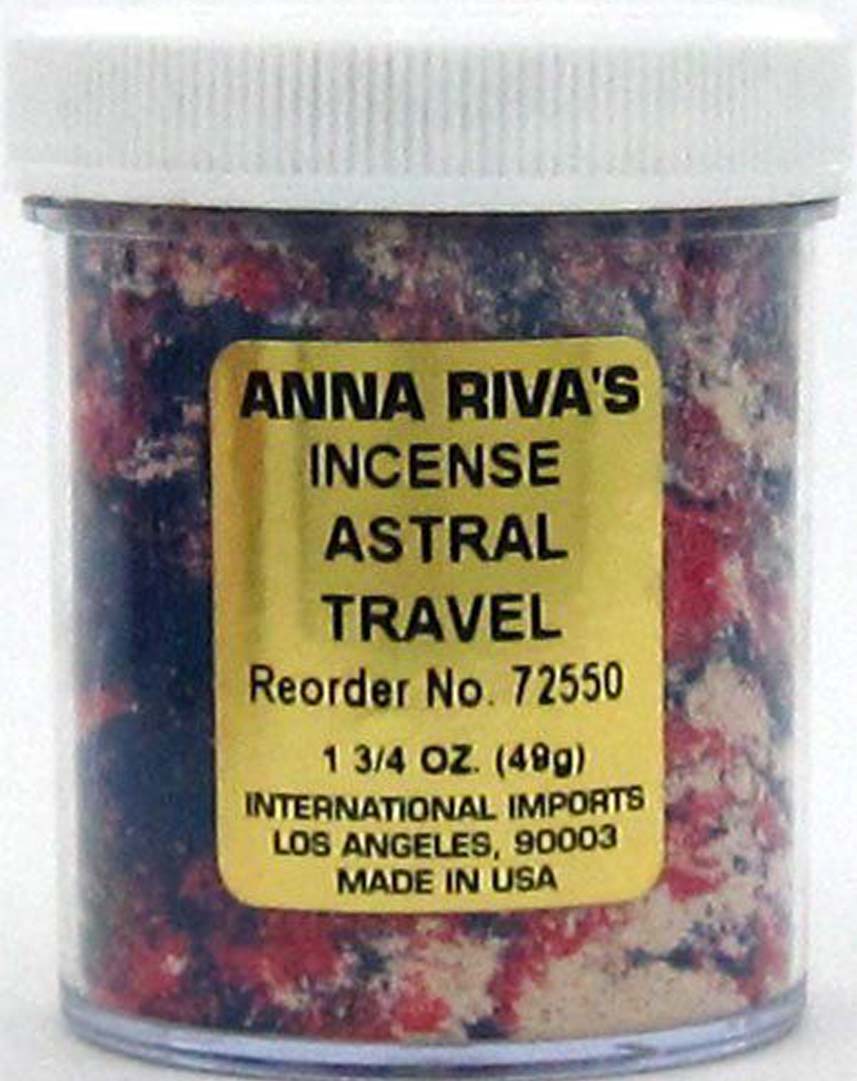 ANNA RIVA'S
INCENSE
ASTRAL
TRAVEL
Reorder No. 72550
1 3/4 OZ. (49g)
INTERNATIONAL IMPORTS
LOS ANGELES, 90003
MADE IN USA